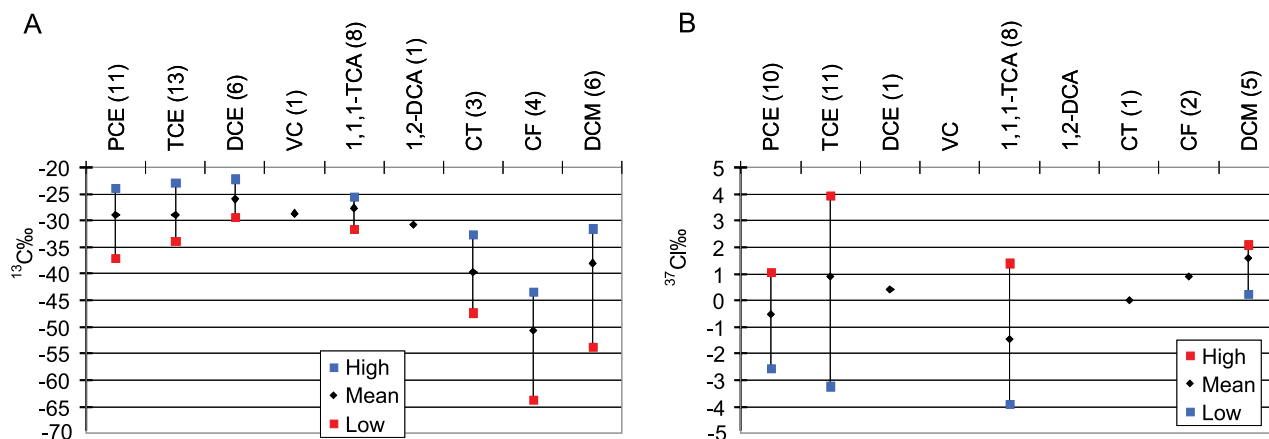 A
PCE (11)
TCE (13)
DCE (6)
VC (1)
1,1,1-TCA (8)
1,2-DCA (1)
CT (3)
CF (4)
DCM (6)
-20
-25
-30
-35
-40
-45
-50
-55
-60
-65
-70
¹³C‰
High
Mean
Low
B
PCE (10)
TCE (11)
DCE (1)
VC
1,1,1-TCA (8)
1,2-DCA
CT (1)
CF (2)
DCM (5)
5
4
3
2
1
0
-1
-2
-3
-4
-5
³⁷Cl‰
High
Mean
Low